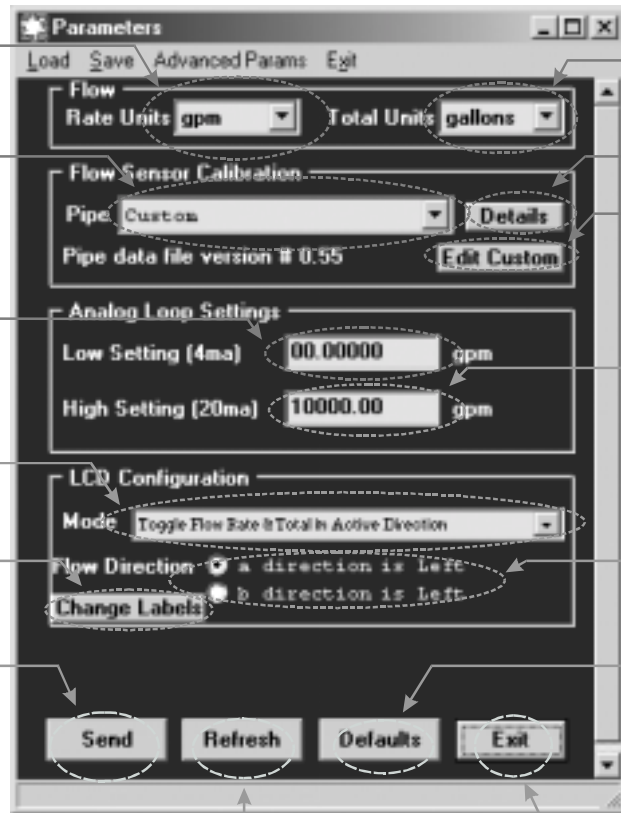 Parameters
Load Save Advanced Params Exit
Flow
Rate Units gpm Total Units gallons
Flow Sensor Calibration
Pipe Custom Details
Pipe data file version # 0.55 Edit Custom
Analog Loop Settings
Low Setting (4ma) 00.00000 gpm
High Setting (20ma) 10000.00 gpm
LCD Configuration
Mode Toggle Flow Rate & Total in Active Direction
Flow Direction a direction is Left
b direction is Left
Change Labels
Send Refresh Defaults Exit